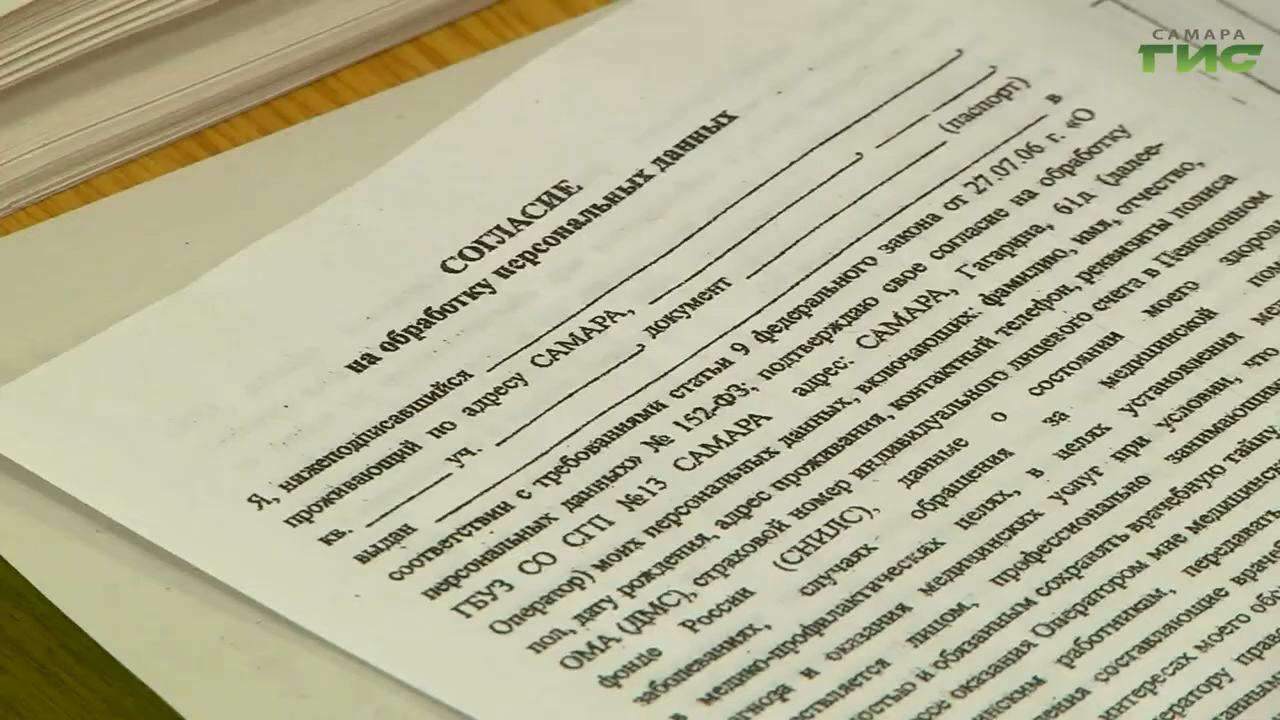 САМАРА
ГИС
СОГЛАСИЕ
на обработку персональных данных
Я, нижеподписавшийся
проживающий по адресу САМАРА,
кв. уч. , документ (паспорт)
выдан в
соответствии с требованиями статьи 9 федерального закона от 27.07.06 г. «О
персональных данных» № 152-ФЗ, подтверждаю свое согласие на обработку
ГБУЗ СО СГП №13 САМАРА адрес: САМАРА, Гагарина, 61д (далее-
Оператор) моих персональных данных, включающих: фамилию, имя, отчество,
пол, дату рождения, адрес проживания, контактный телефон, реквизиты полиса
ОМА (ДМС), страховой номер индивидуального лицевого счета в Пенсионном
фонде России (СНИЛС), данные о состоянии моего
заболеваниях, случаях обращения за медицинской
в медико-профилактических целях, в целях установления
и оказания медицинских услуг при условии, что
лицом, профессионально
и обязанным сохранять врачебную тайну.
оказания Оператором мне
работникам, передавать
составляющие
интересах моего